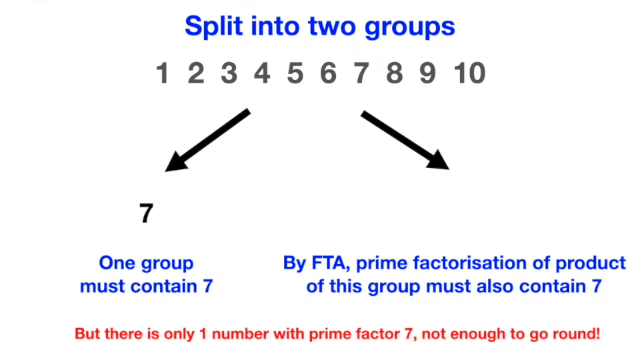 Split into two groups
1 2 3 4 5 6 7 8 9 10
7
One group
must contain 7
By FTA, prime factorisation of product
of this group must also contain 7
But there is only 1 number with prime factor 7, not enough to go round!